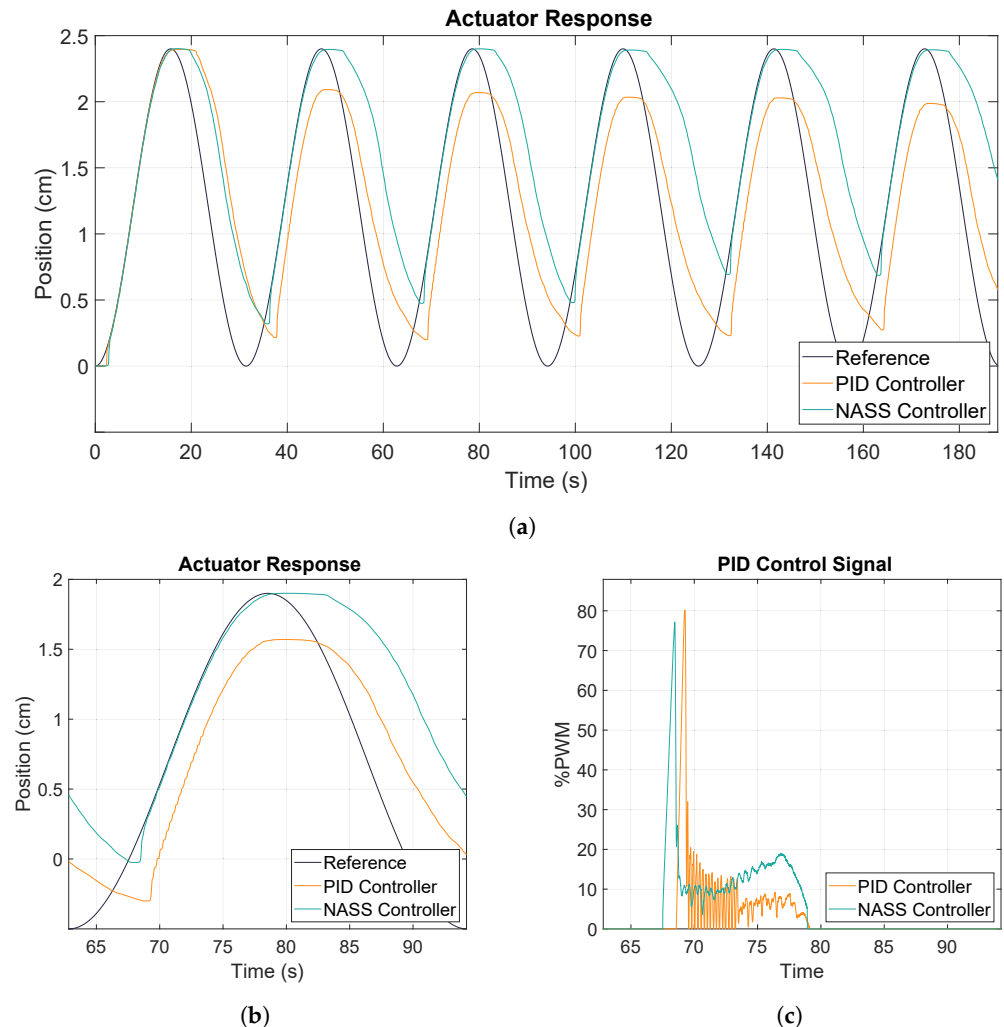 Actuator Response
2.5
2
1.5
1
0.5
0
Position (cm)
0 20 40 60 80 100 120 140 160 180
Time (s)
Reference
PID Controller
NASS Controller
(a)
Actuator Response
2
1.5
1
0
Position (cm)
65 70 75 80 85 90
Time (s)
Reference
PID Controller
NASS Controller
(b)
PID Control Signal
80
70
60
50
40
30
20
10
0
%PWM
65 70 75 80 85 90
Time
PID Controller
NASS Controller
(c)